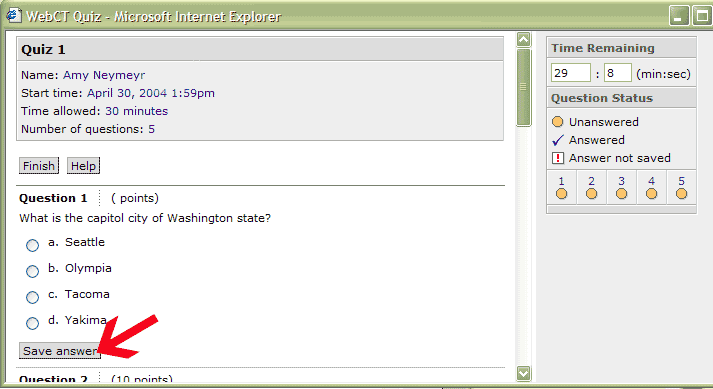 WebCT Quiz - Microsoft Internet Explorer
Quiz 1
Name: Amy Neymeyr
Start time: April 30, 2004 1:59pm
Time allowed: 30 minutes
Number of questions: 5
Finish Help
Question 1 ( points)
What is the capitol city of Washington state?
a. Seattle
b. Olympia
c. Tacoma
d. Yakima
Save answer
Question 2 (10 points)
Time Remaining
29 : 8 (min:sec)
Question Status
Unanswered
Answered
! Answer not saved
1 2 3 4 5